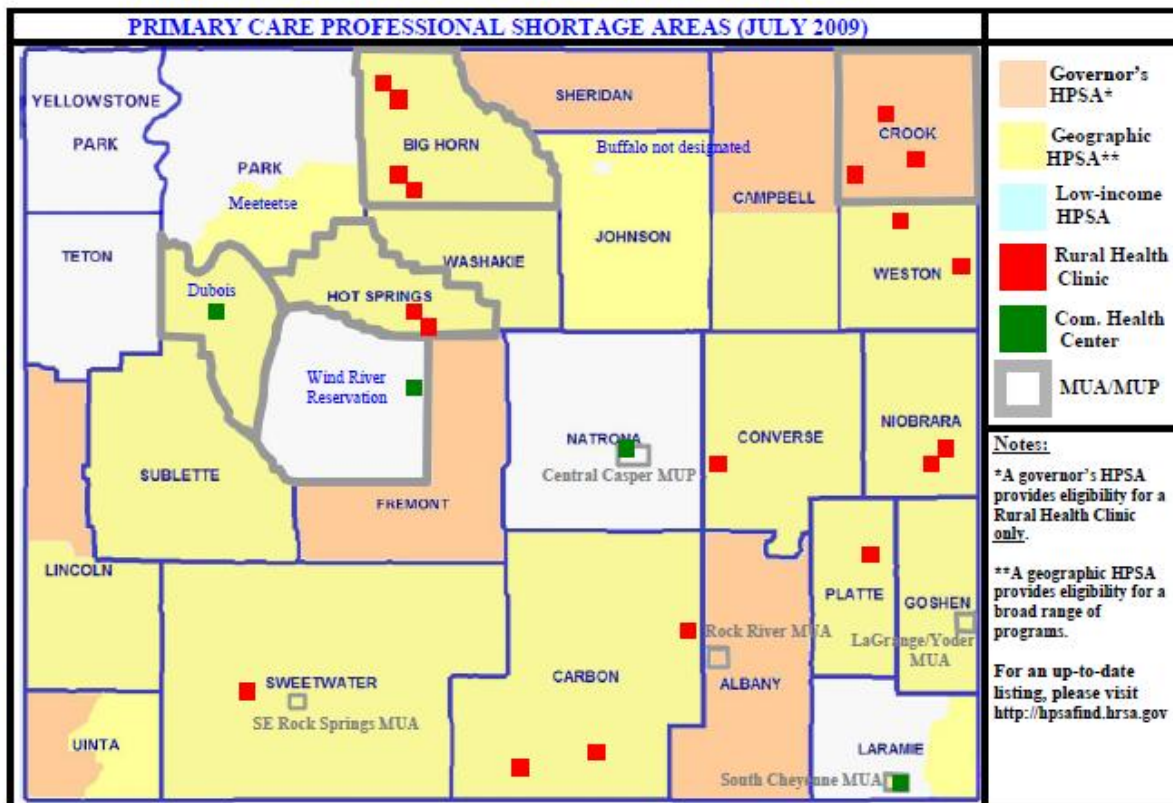 PRIMARY CARE PROFESSIONAL SHORTAGE AREAS (JULY 2009)
YELLOWSTONE
PARK
PARK
Meeteetse
BIG HORN
SHERIDAN
Buffalo not designated
CAMPBELL
CROOK
TETON
Dubois
HOT SPRINGS
WASHAKIE
JOHNSON
WESTON
Wind River
Reservation
SUBLETTE
FREMONT
NATRONA
Central Casper MUP
CONVERSE
NIOBRARA
LINCOLN
UINTA
SWEETWATER
SE Rock Springs MUA
CARBON
Rock River MUA
ALBANY
PLATTE
GOSHEN
LaGrange/Yoder
MUA
LARAMIE
South Cheyenne MUA
Governor's
HPSA*
Geographic
HPSA**
Low-income
HPSA
Rural Health
Clinic
Com. Health
Center
MUA/MUP
Notes:
*A governor's HPSA
provides eligibility for a
Rural Health Clinic
only.
**A geographic HPSA
provides eligibility for a
broad range of
programs.
For an up-to-date
listing, please visit
http://hpsafind.hrsa.gov